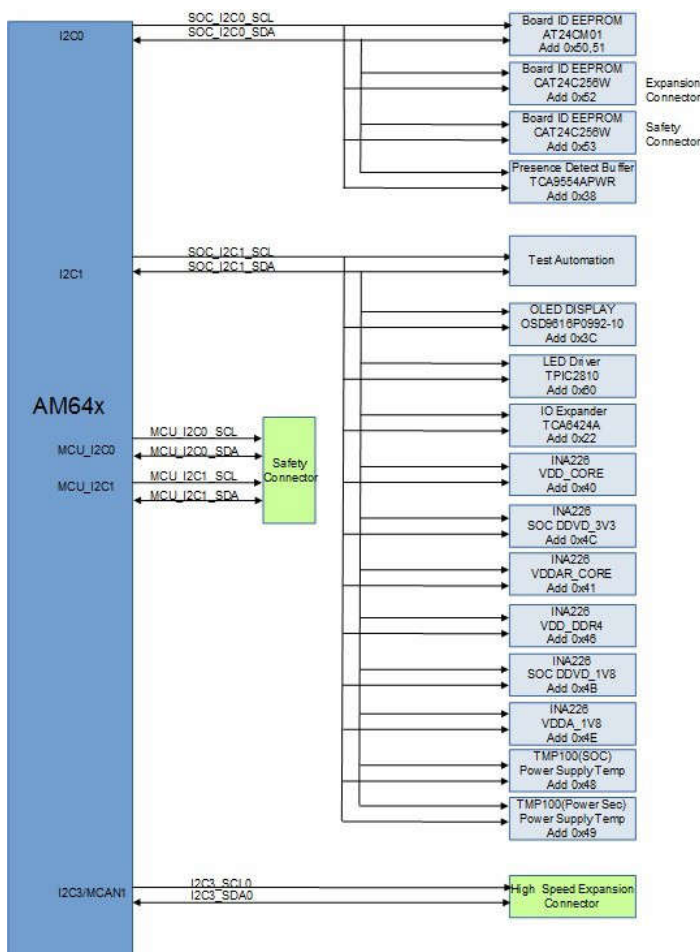 SOC_I2C0_SCL
SOC_I2C0_SDA
I2C0
Board ID EEPROM
AT24CM01
Add 0x50,51
Board ID EEPROM
CAT24C256W
Add 0x52
Expansion
Connector
Board ID EEPROM
CAT24C256W
Add 0x53
Safety
Connector
Presence Detect Buffer
TCA9554APWR
Add 0x38
SOC_I2C1_SCL
SOC_I2C1_SDA
I2C1
Test Automation
OLED DISPLAY
OSD9616P0992-10
Add 0x3C
LED Driver
TPIC2810
Add 0x60
AM64x
IO Expander
TCA6424A
Add 0x22
MCU_I2C0
MCU_I2C1
MCU_I2C0_SCL
MCU_I2C0_SDA
MCU_I2C1_SCL
MCU_I2C1_SDA
Safety
Connector
INA226
VDD_CORE
Add 0x40
INA226
SOC DDVD_3V3
Add 0x4C
INA226
VDDAR_CORE
Add 0x41
INA226
VDD_DDR4
Add 0x46
INA226
SOC DDVD_1V8
Add 0x4B
INA226
VDDA_1V8
Add 0x4E
TMP100(SOC)
Power Supply Temp
Add 0x48
TMP100(Power Sec)
Power Supply Temp
Add 0x49
I2C3/MCAN1
I2C3_SCL0
I2C3_SDA0
High Speed Expansion
Connector